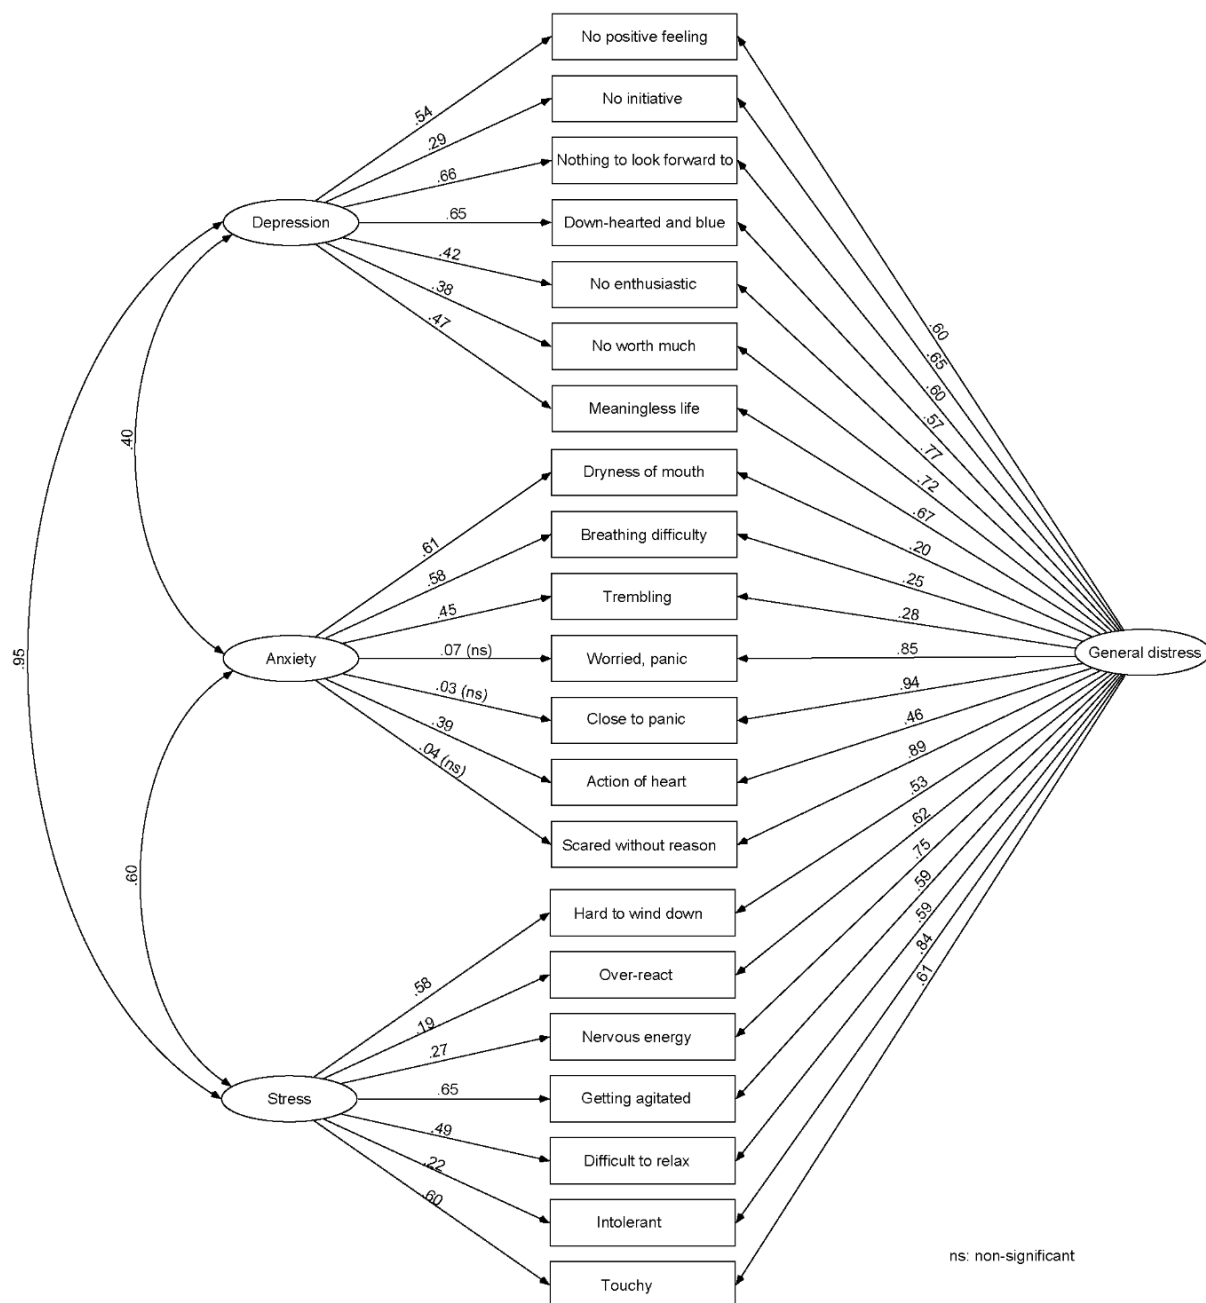 No positive feeling
No initiative
Nothing to look forward to
Down-hearted and blue
No enthusiastic
No worth much
Meaningless life
Dryness of mouth
Breathing difficulty
Trembling
Worried, panic
Close to panic
Action of heart
Scared without reason
Hard to wind down
Over-react
Nervous energy
Getting agitated
Difficult to relax
Intolerant
Touchy
Depression
.54
.29
.66
.65
.42
.38
.47
Anxiety
.61
.58
.45
.07 (ns)
.03 (ns)
.39
.04 (ns)
Stress
.58
.19
.27
.65
.49
.22
.60
.95
.40
.60
General distress
.60
.65
.60
.57
.77
.72
.67
.20
.25
.28
.85
.94
.46
.89
.53
.62
.75
.59
.59
.84
.61
ns: non-significant